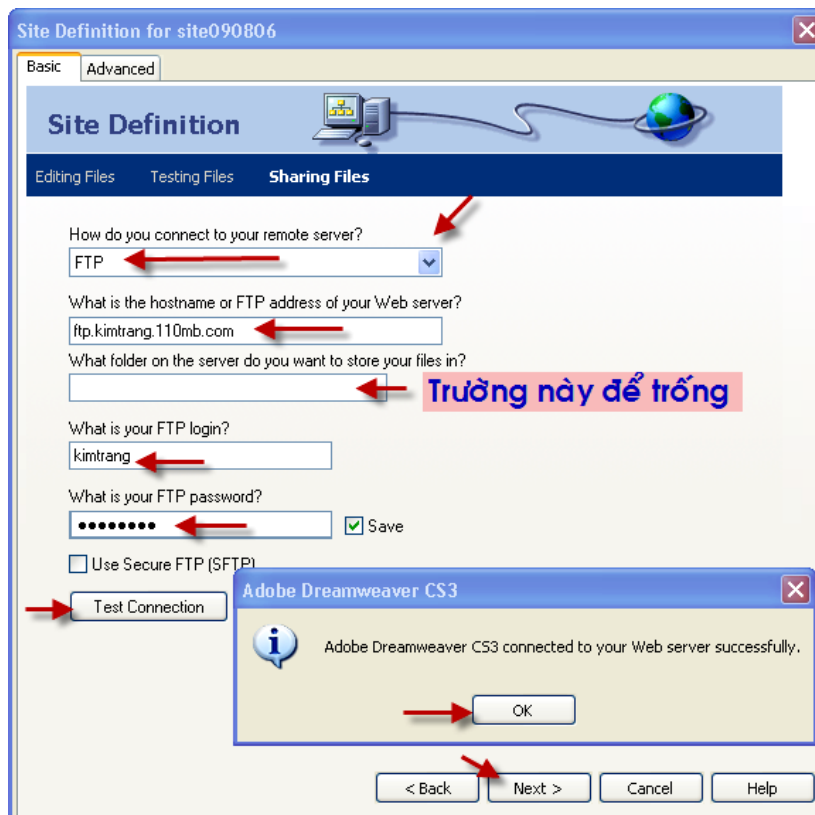 Site Definition for site090806
Basic Advanced
Site Definition
Editing Files Testing Files Sharing Files
How do you connect to your remote server?
FTP
What is the hostname or FTP address of your Web server?
ftp.kimtrang.110mb.com
What folder on the server do you want to store your files in?
Trường này để trống
What is your FTP login?
kimtrang
What is your FTP password?
••••••••
Save
Use Secure FTP (SFTP)
Adobe Dreamweaver CS3
Test Connection
Adobe Dreamweaver CS3 connected to your Web server successfully.
OK
< Back Next > Cancel Help